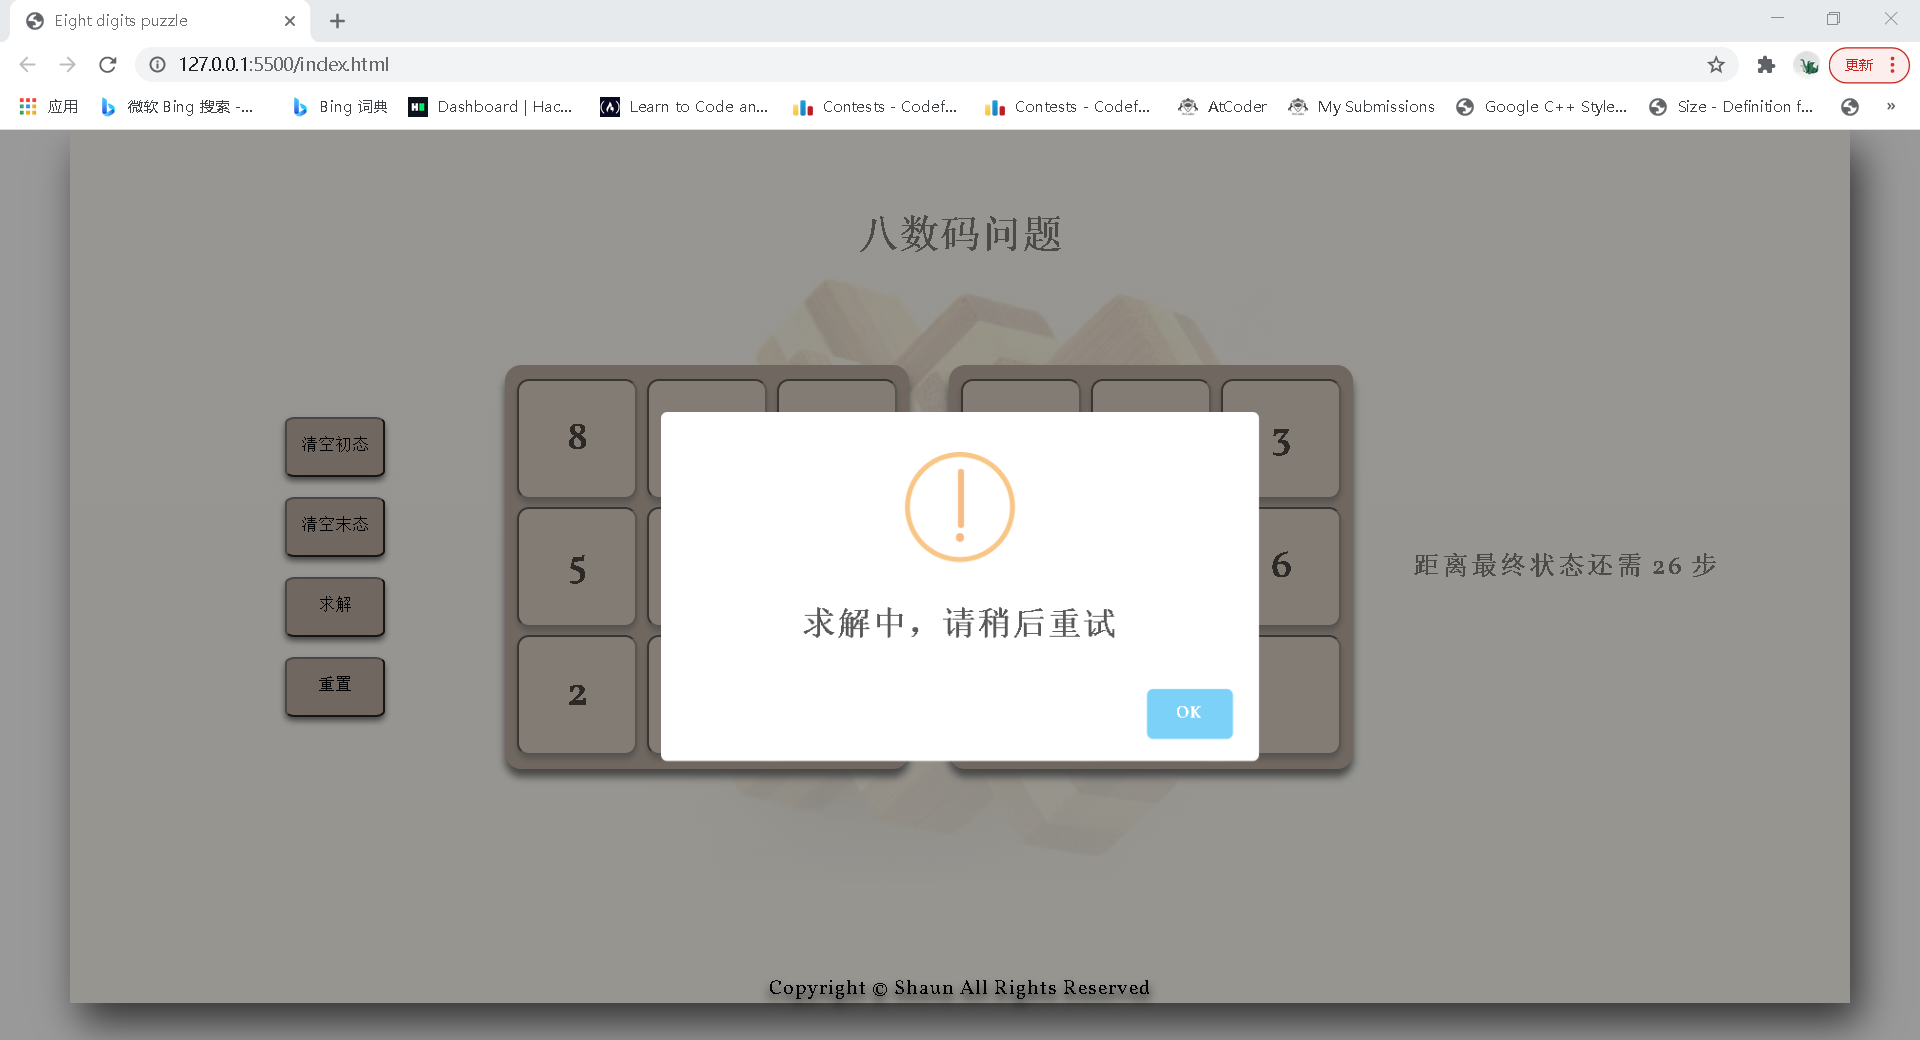 Eight digits puzzle
127.0.0.1:5500/index.html
更新
应用 微软 Bing 搜索 -... Bing 词典 Dashboard | Hac... Learn to Code an... Contests - Codef... Contests - Codef... AtCoder My Submissions Google C++ Style... Size - Definition f... »
八数码问题
清空初态
清空末态
求解
重置
8
5
2
3
6
求解中，请稍后重试
OK
距离最终状态还需 26 步
Copyright © Shaun All Rights Reserved